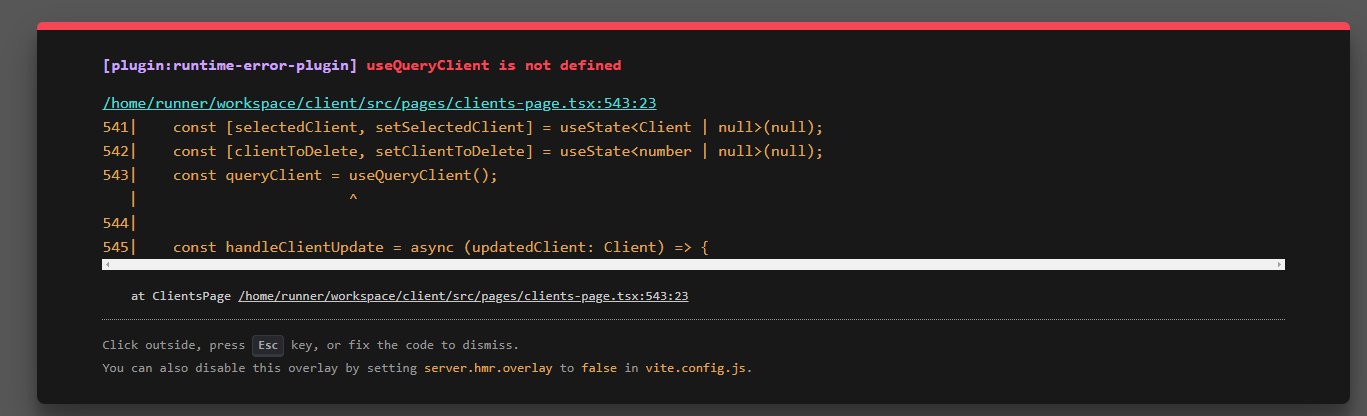 [plugin:runtime-error-plugin] useQueryClient is not defined
/home/runner/workspace/client/src/pages/clients-page.tsx:543:23
541|    const [selectedClient, setSelectedClient] = useState<Client | null>(null);
542|    const [clientToDelete, setClientToDelete] = useState<number | null>(null);
543|    const queryClient = useQueryClient();
   |                        ^
544|
545|    const handleClientUpdate = async (updatedClient: Client) => {
at ClientsPage /home/runner/workspace/client/src/pages/clients-page.tsx:543:23
Click outside, press Esc key, or fix the code to dismiss.
You can also disable this overlay by setting server.hmr.overlay to false in vite.config.js.